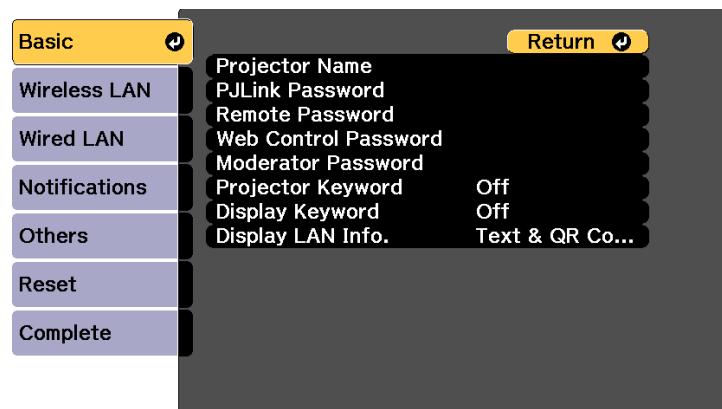 Basic
Return
Projector Name
Wireless LAN
PJLink Password
Remote Password
Wired LAN
Web Control Password
Moderator Password
Notifications
Projector Keyword Off
Display Keyword Off
Others
Display LAN Info. Text & QR Co...
Reset
Complete